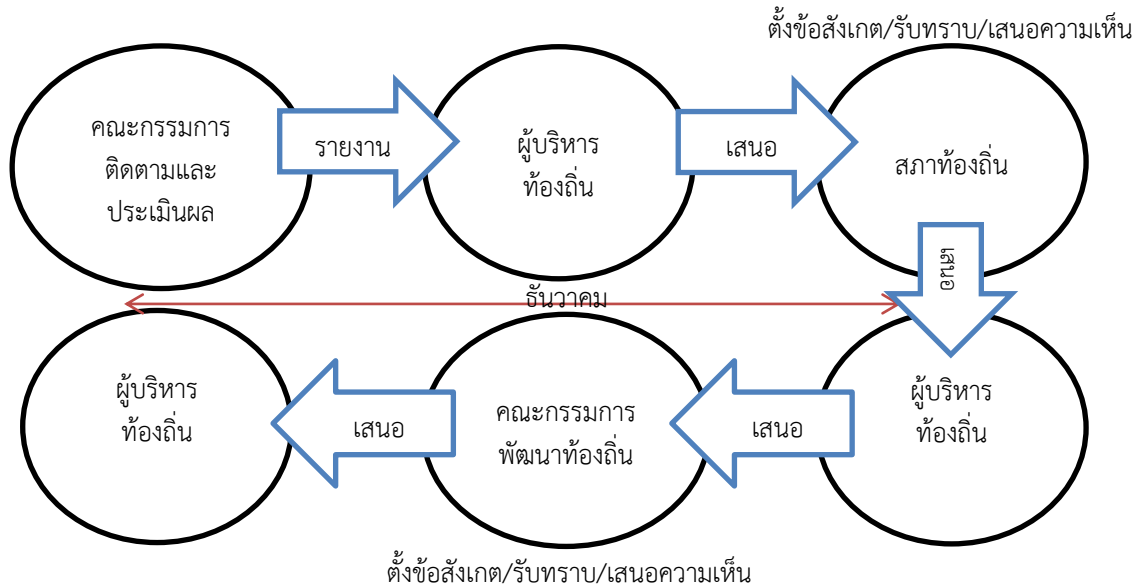 ตั้งข้อสังเกต/รับทราบ/เสนอความเห็น
คณะกรรมการ
ติดตามและ
ประเมินผล
รายงาน
ผู้บริหาร
ท้องถิ่น
เสนอ
สภาท้องถิ่น
เสนอ
ธันวาคม
ผู้บริหาร
ท้องถิ่น
เสนอ
คณะกรรมการ
พัฒนาท้องถิ่น
เสนอ
ผู้บริหาร
ท้องถิ่น
ตั้งข้อสังเกต/รับทราบ/เสนอความเห็น